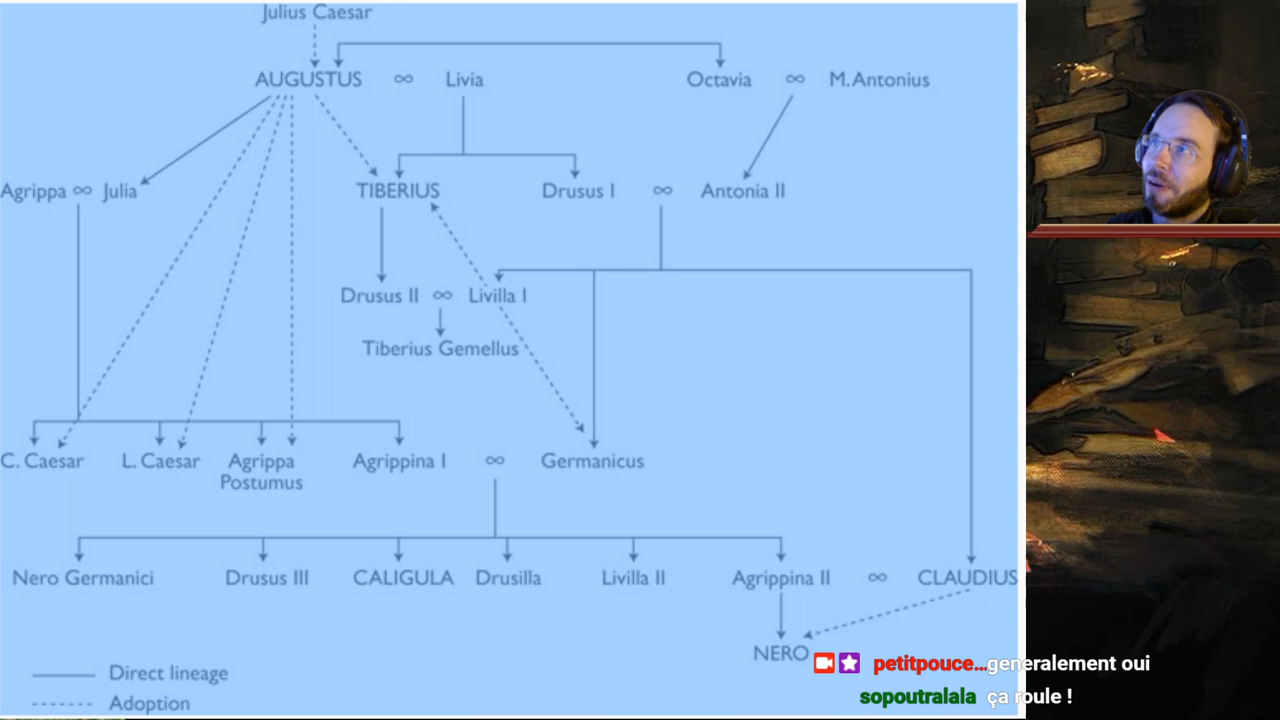 Julius Caesar
AUGUSTUS ∞ Livia Octavia ∞ M. Antonius
Agrippa ∞ Julia TIBERIUS Drusus I ∞ Antonia II
Drusus II ∞ Livilla I
Tiberius Gemellus
C. Caesar L. Caesar Agrippa Agrippina I ∞ Germanicus
Postumus
Nero Germanici Drusus III CALIGULA Drusilla Livilla II Agrippina II ∞ CLAUDIUS
NERO
Direct lineage
Adoption
petitpouce...generalement oui
sopoutralala ça roule !